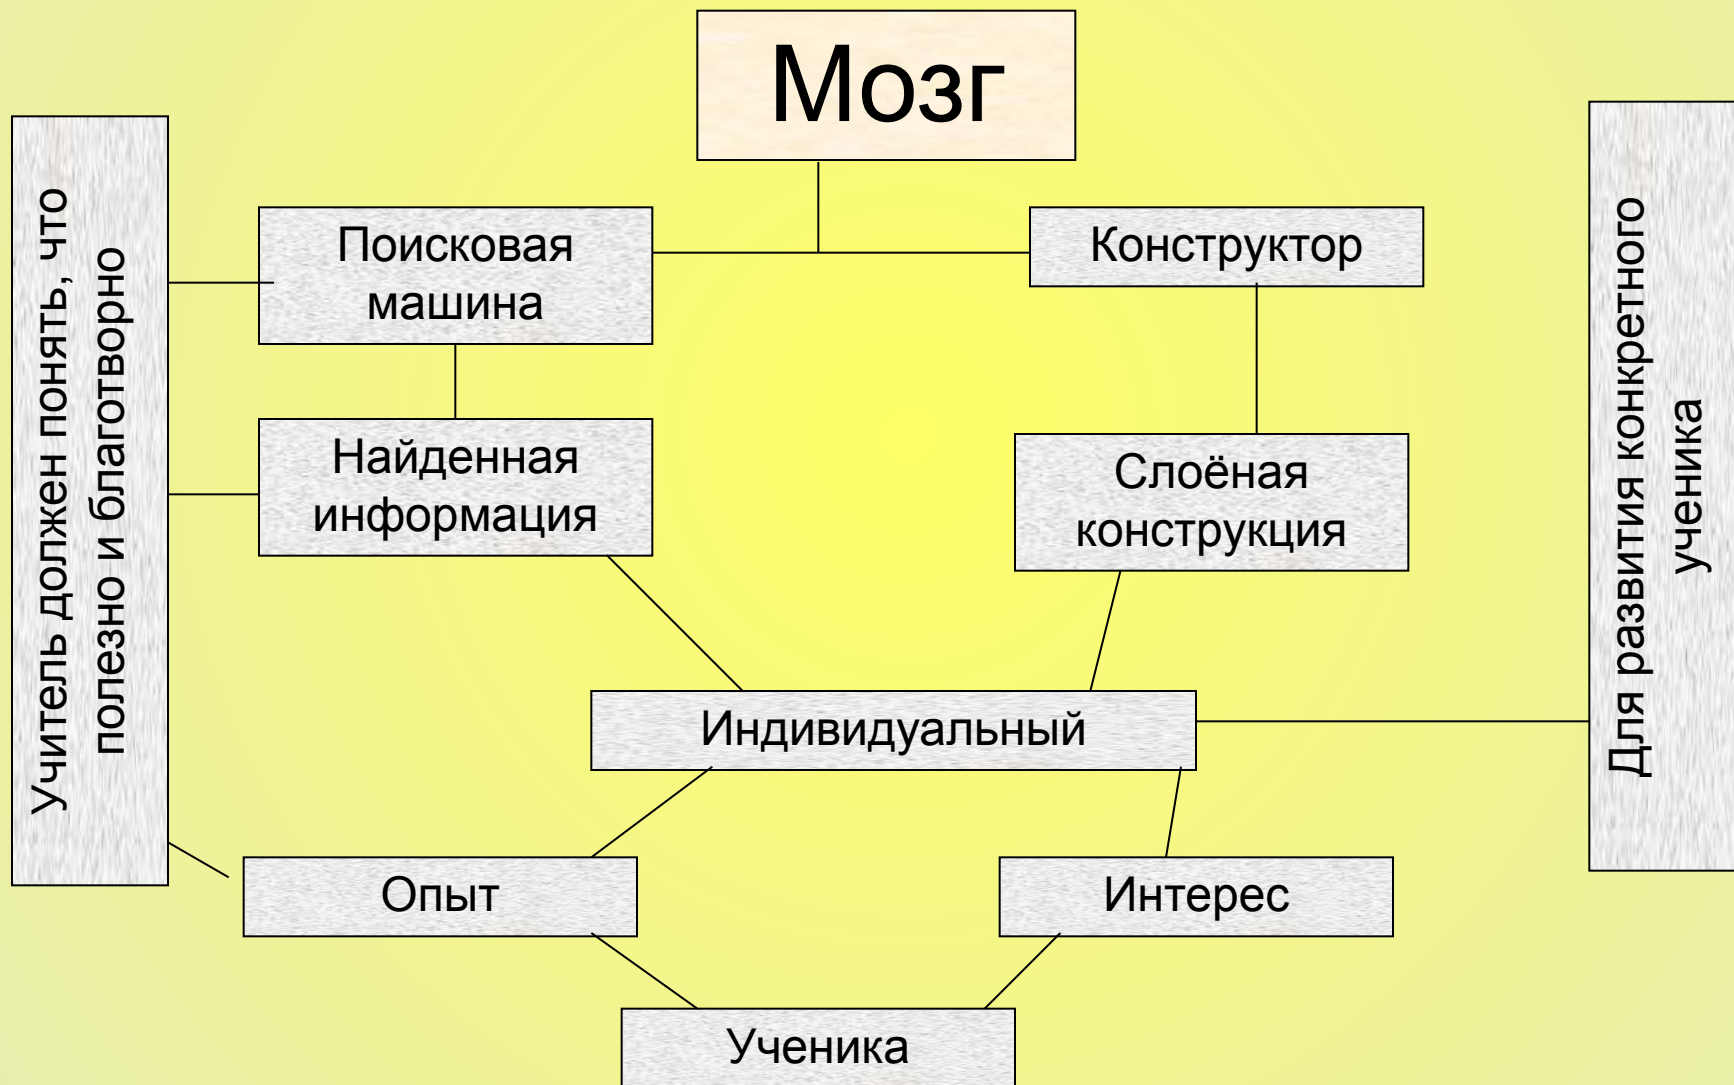 Мозг
Учитель должен понять, что
полезно и благотворно
Поисковая
машина
Конструктор
Найденная
информация
Слоёная
конструкция
Индивидуальный
Опыт
Интерес
Ученика
Для развития конкретного
ученика